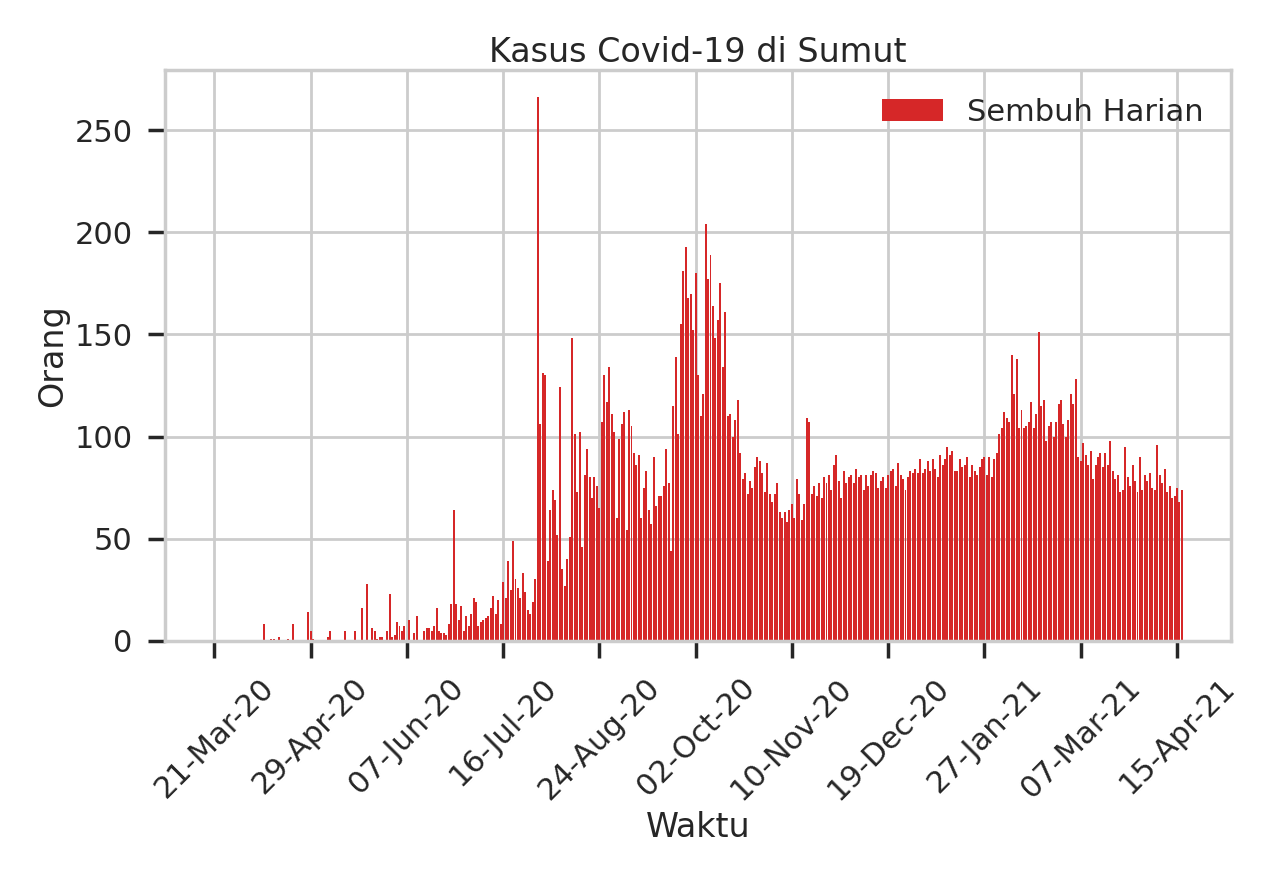 Kasus Covid-19 di Sumut
Sembuh Harian
Orang
250
200
150
100
50
0
21-Mar-20
29-Apr-20
07-Jun-20
16-Jul-20
24-Aug-20
02-Oct-20
10-Nov-20
19-Dec-20
27-Jan-21
07-Mar-21
15-Apr-21
Waktu